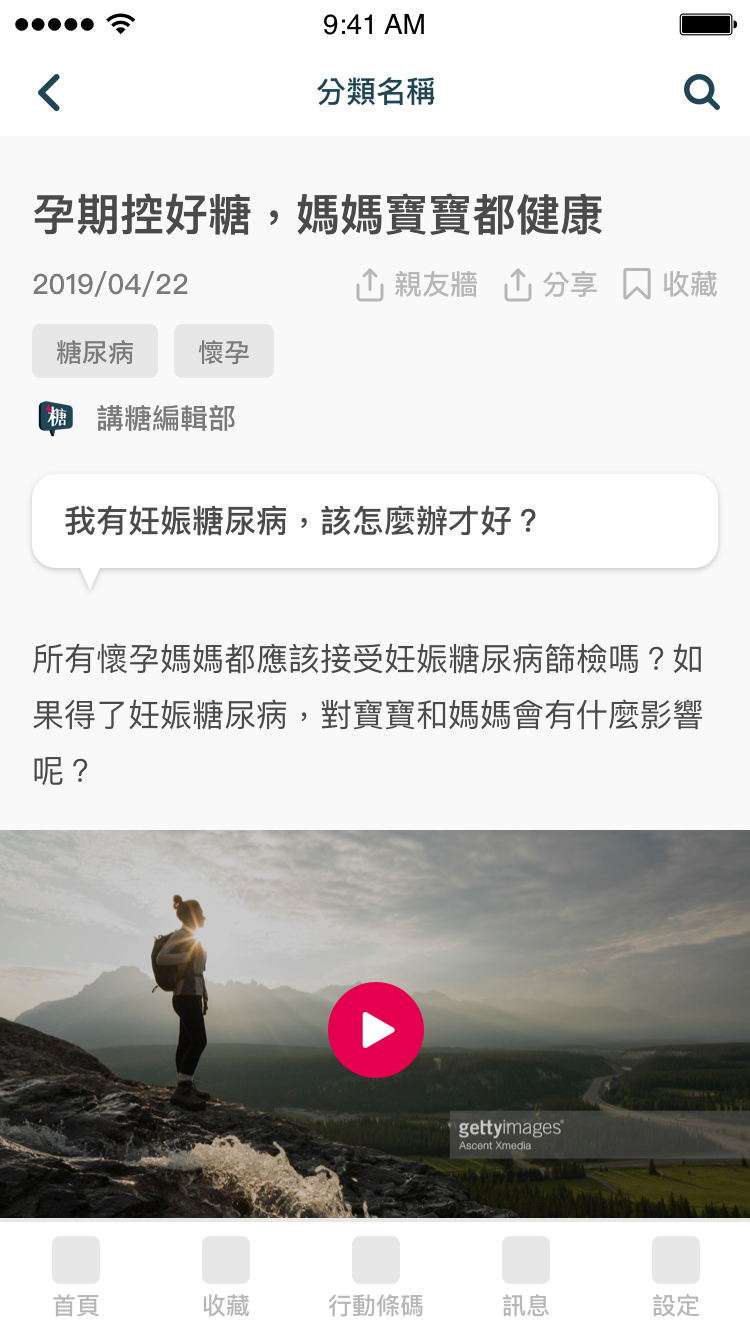 9:41 AM
分類名稱
孕期控好糖，媽媽寶寶都健康
2019/04/22 親友牆 分享 收藏
糖尿病 懷孕
糖 講糖編輯部
我有妊娠糖尿病，該怎麼辦才好？
所有懷孕媽媽都應該接受妊娠糖尿病篩檢嗎？如
果得了妊娠糖尿病，對寶寶和媽媽會有什麼影響
呢？
gettyimages®
Ascent Xmedia
首頁 收藏 行動條碼 訊息 設定